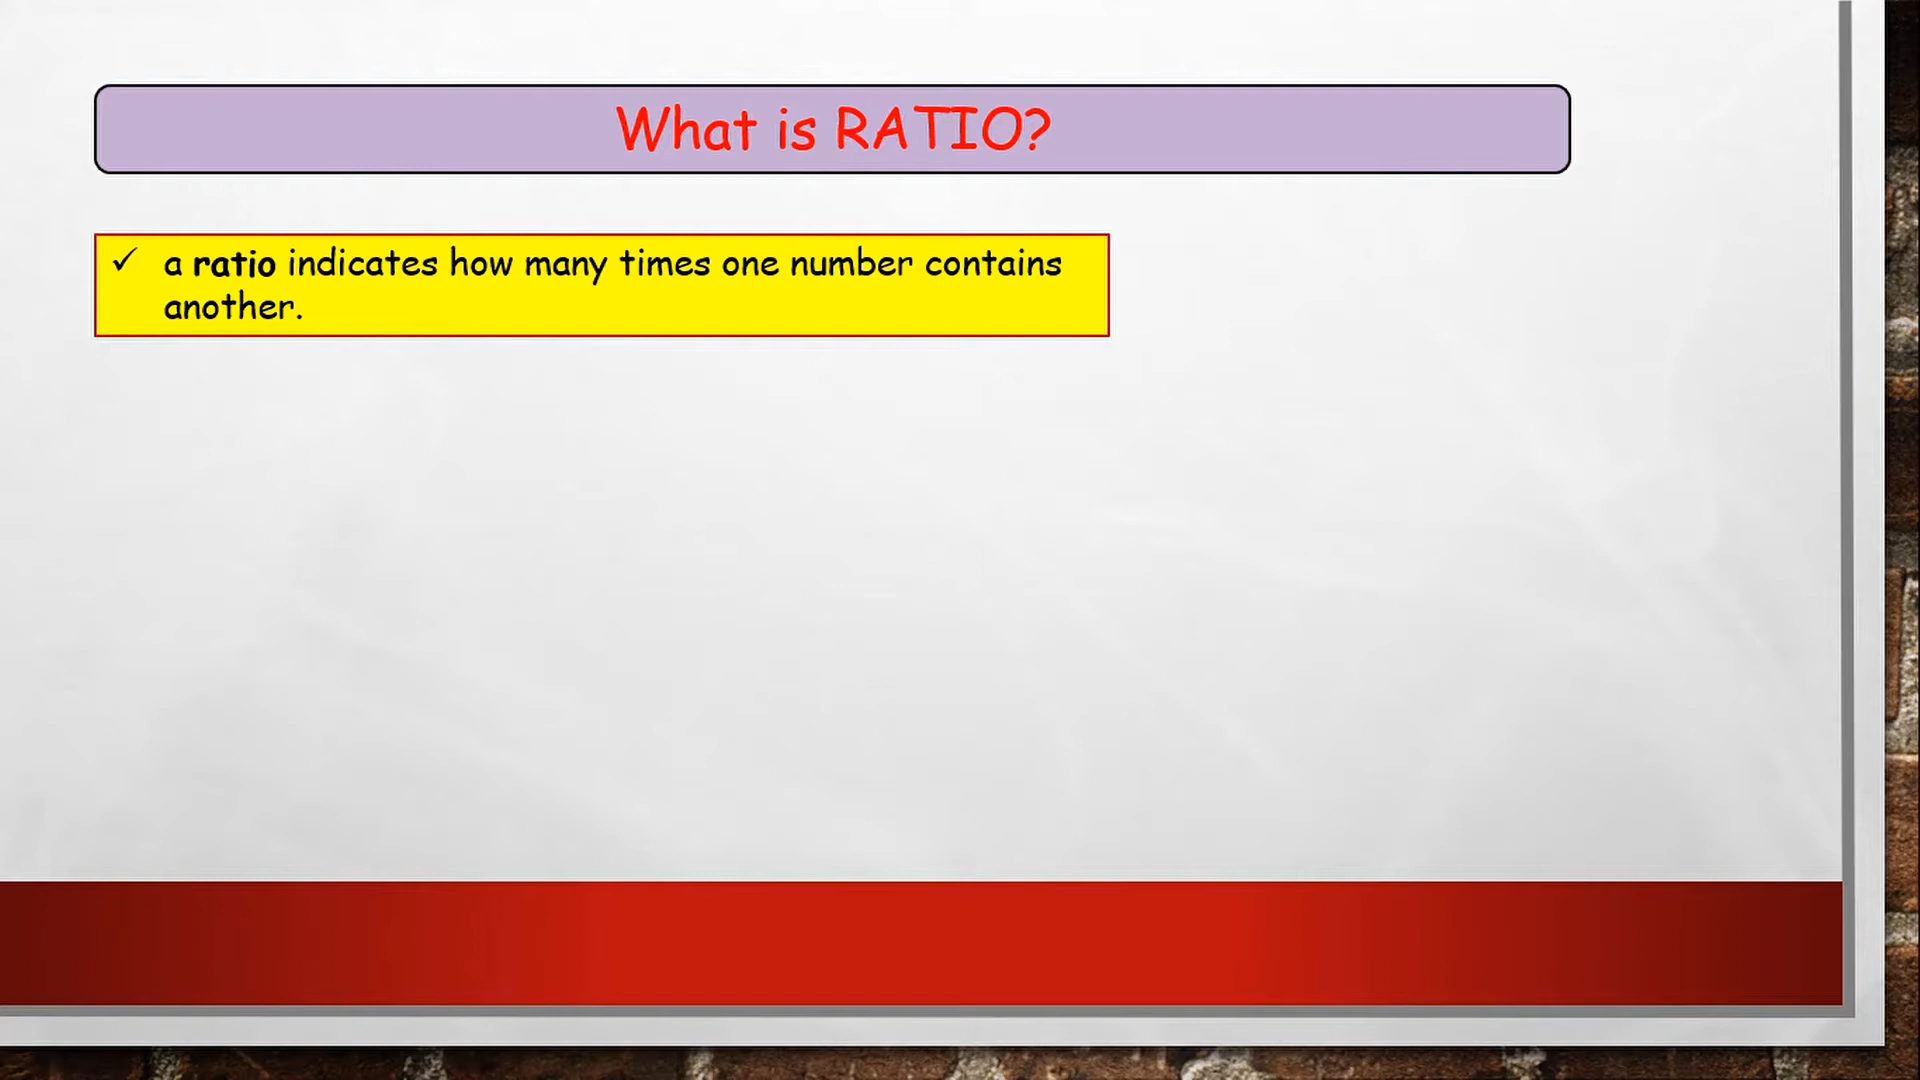 What is RATIO?
✓ a ratio indicates how many times one number contains
another.